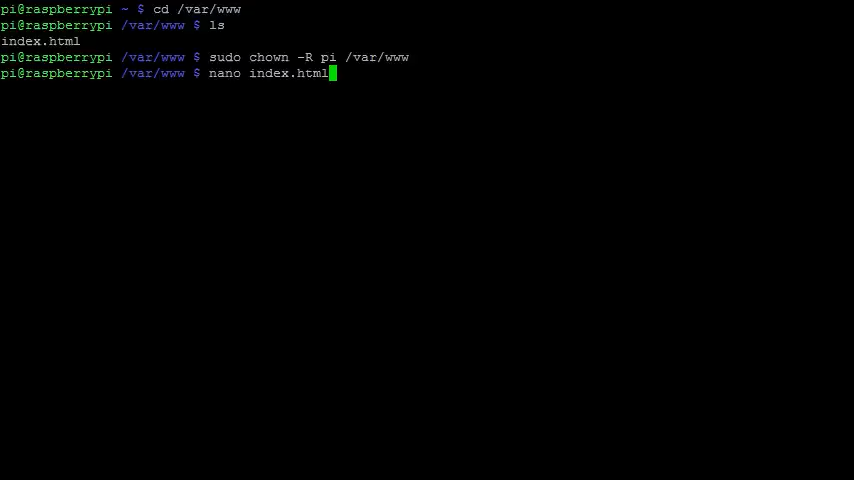 pi@raspberrypi ~ $ cd /var/www
pi@raspberrypi /var/www $ ls
index.html
pi@raspberrypi /var/www $ sudo chown -R pi /var/www
pi@raspberrypi /var/www $ nano index.html